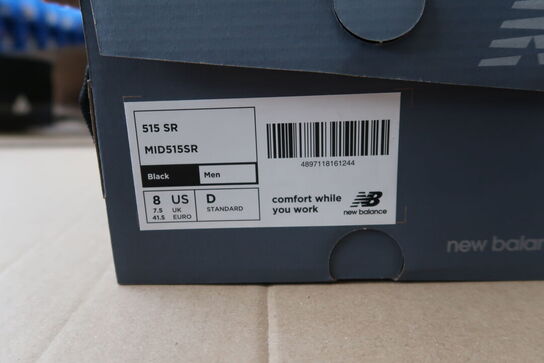 515 SR
MID515SR
Black Men
8 US D
7.5 UK STANDARD
41.5 EURO
4897118161244
comfort while
you work
NB
new balance
new balan